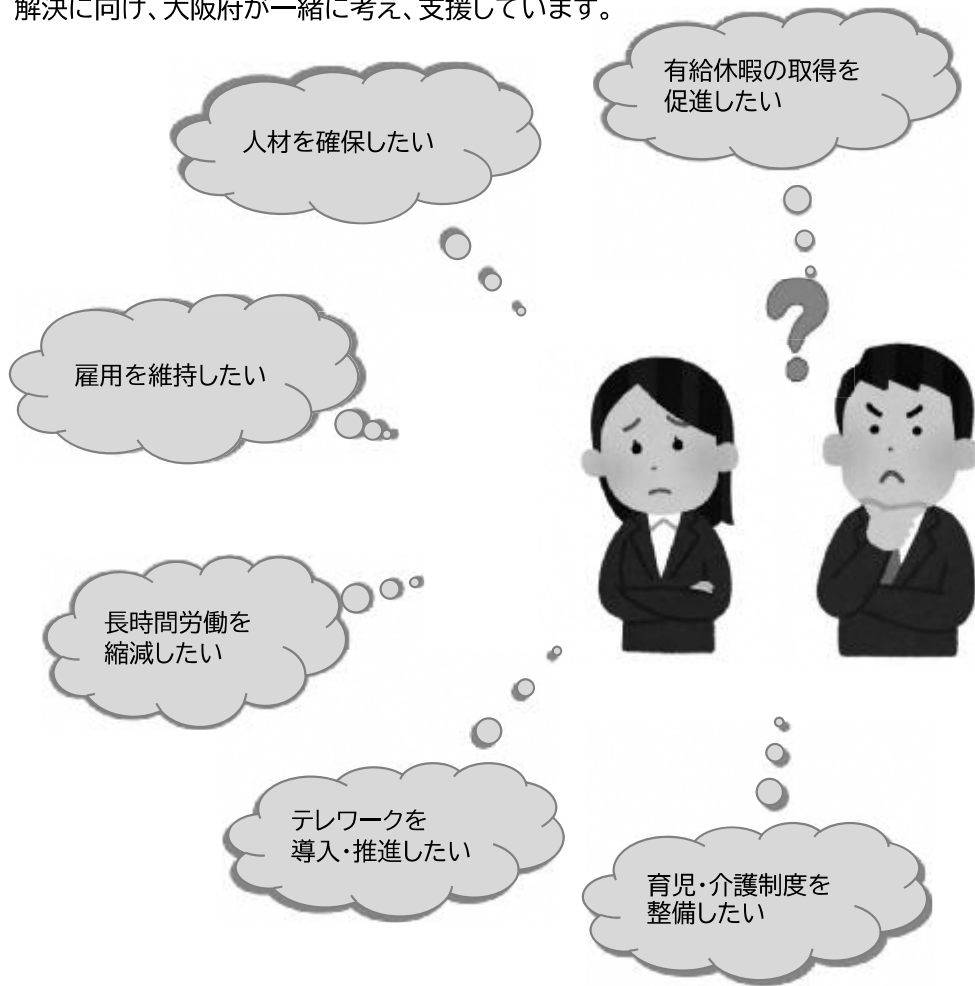 解決に向け、大阪府が一緒に考え、支援しています。
有給休暇の取得を
促進したい
人材を確保したい
雇用を維持したい
長時間労働を
縮減したい
テレワークを
導入・推進したい
育児・介護制度を
整備したい
?